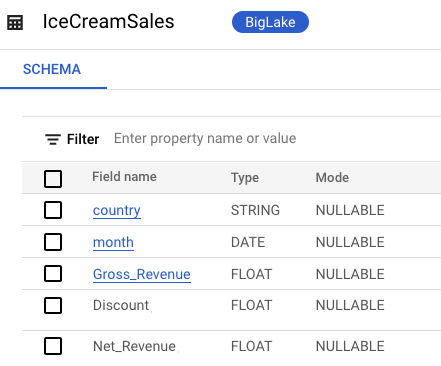 IceCreamSales BigLake
SCHEMA
Filter Enter property name or value
Field name Type Mode
country STRING NULLABLE
month DATE NULLABLE
Gross_Revenue FLOAT NULLABLE
Discount FLOAT NULLABLE
Net_Revenue FLOAT NULLABLE